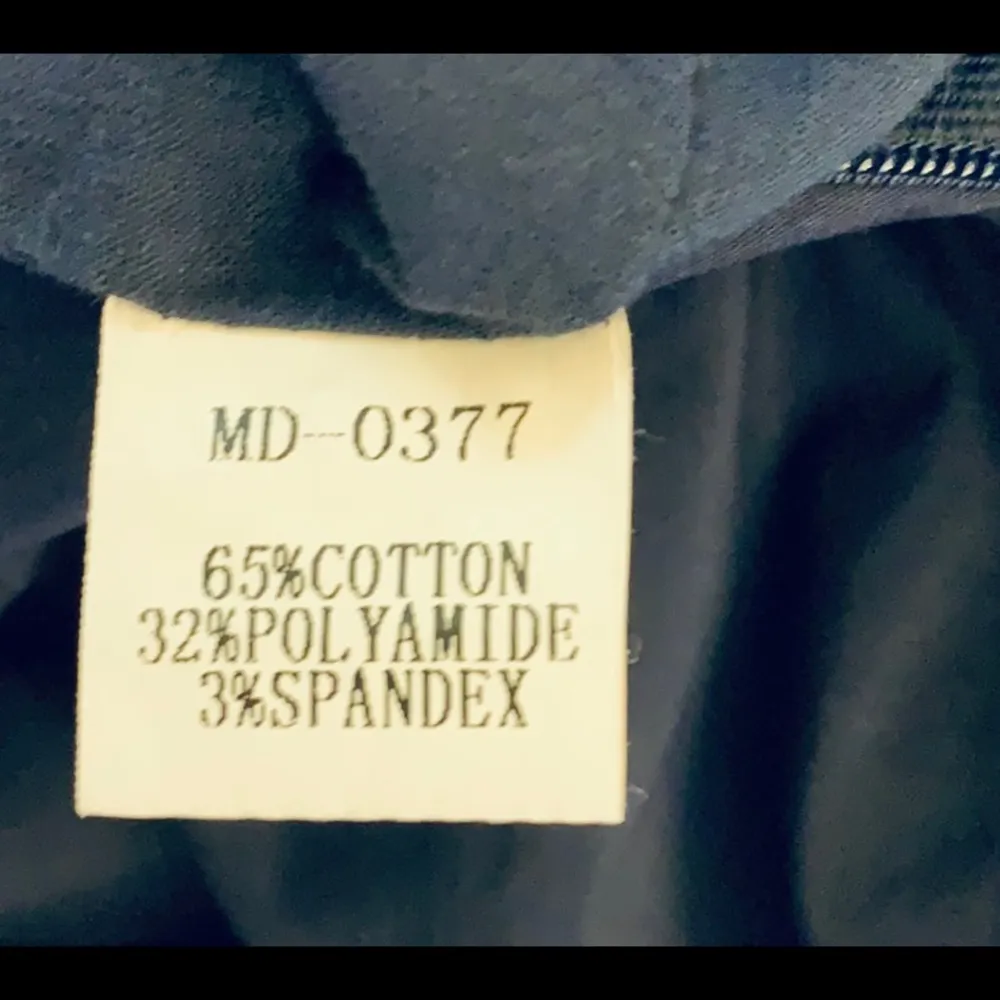 MD---0377
65%COTTON
32%POLYAMIDE
3%SPANDEX